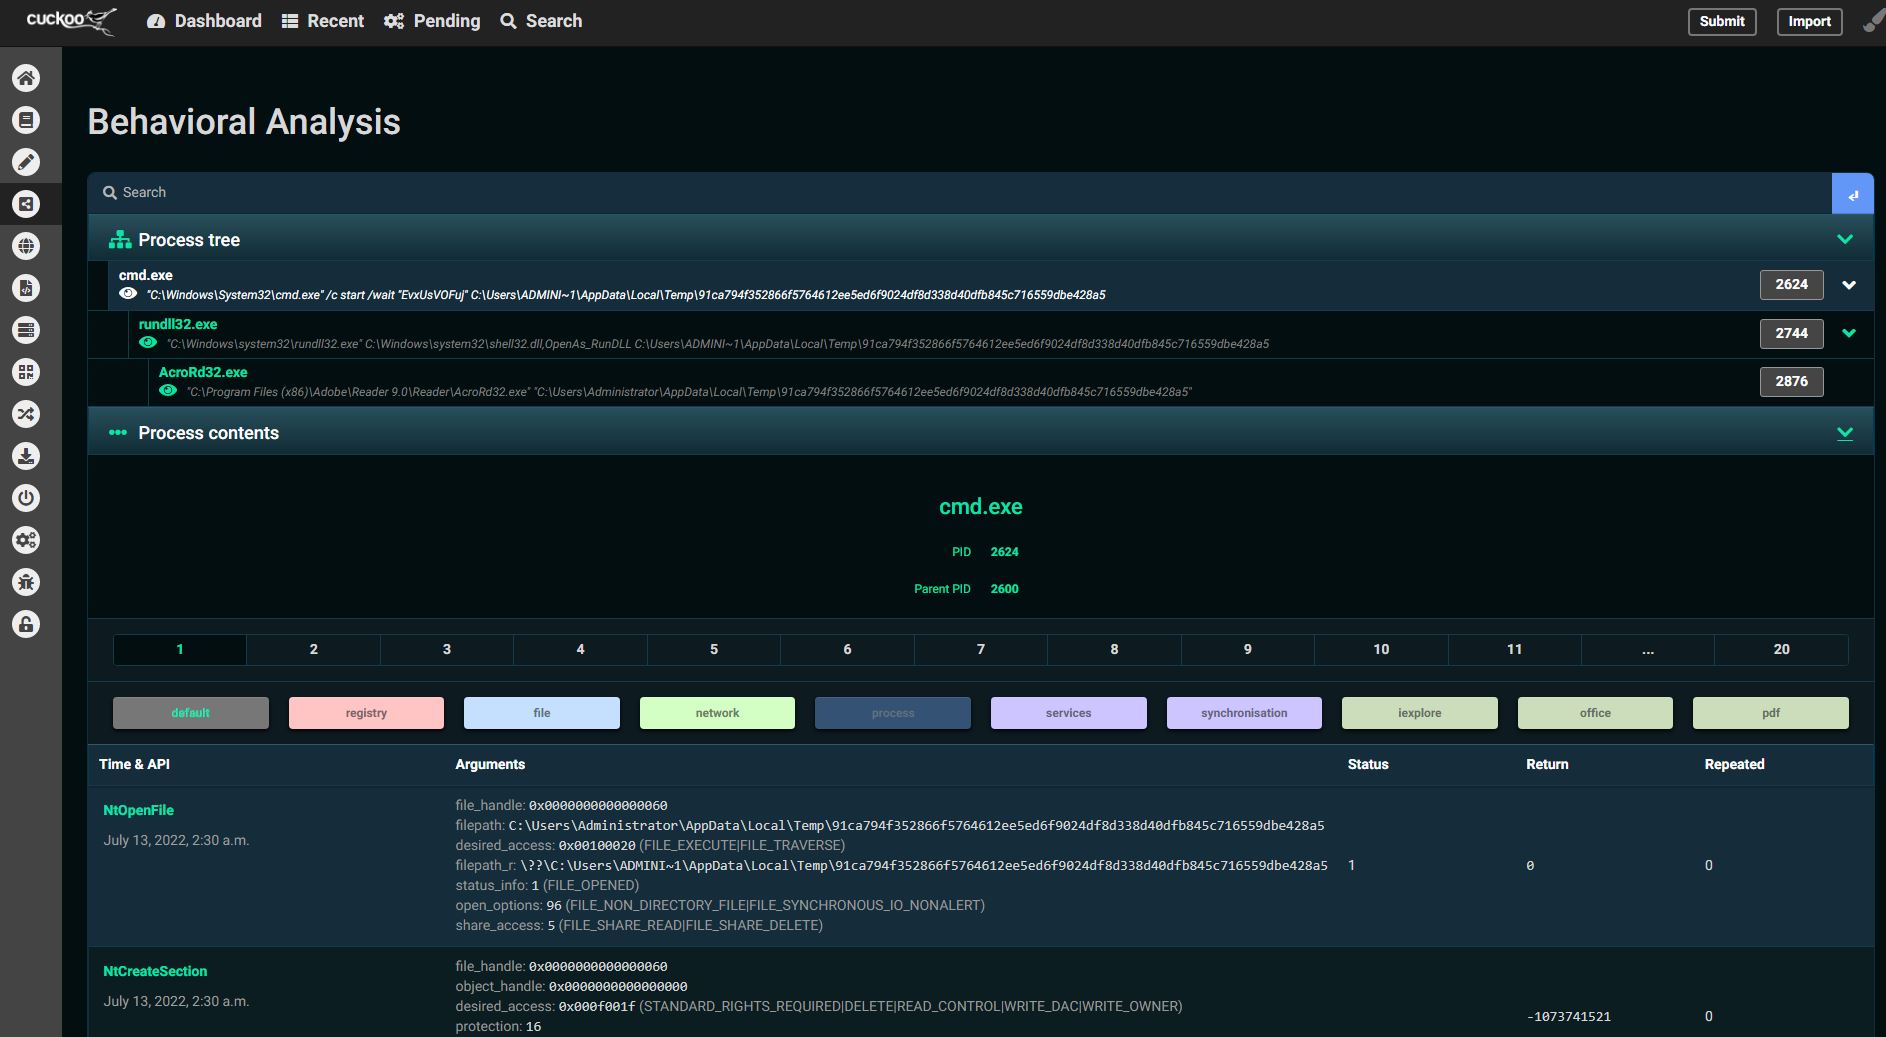 cuckoo Dashboard Recent Pending Search Submit Import
Behavioral Analysis
Search
Process tree
cmd.exe
"C:\Windows\System32\cmd.exe" /c start /wait "EvxUsVOFuj" C:\Users\ADMINI~1\AppData\Local\Temp\91ca794f352866f5764612ee5ed6f9024df8d338d40dfb845c716559dbe428a5 2624
rundll32.exe
"C:\Windows\system32\rundll32.exe" C:\Windows\system32\shell32.dll,OpenAs_RunDLL C:\Users\ADMINI~1\AppData\Local\Temp\91ca794f352866f5764612ee5ed6f9024df8d338d40dfb845c716559dbe428a5 2744
AcroRd32.exe
"C:\Program Files (x86)\Adobe\Reader 9.0\Reader\AcroRd32.exe" "C:\Users\Administrator\AppData\Local\Temp\91ca794f352866f5764612ee5ed6f9024df8d338d40dfb845c716559dbe428a5" 2876
Process contents
cmd.exe
PID 2624
Parent PID 2600
1 2 3 4 5 6 7 8 9 10 11 ... 20
default registry file network process services synchronisation iexplore office pdf
Time & API Arguments Status Return Repeated
NtOpenFile
July 13, 2022, 2:30 a.m.
file_handle: 0x0000000000000060
filepath: C:\Users\Administrator\AppData\Local\Temp\91ca794f352866f5764612ee5ed6f9024df8d338d40dfb845c716559dbe428a5
desired_access: 0x00100020 (FILE_EXECUTE|FILE_TRAVERSE)
filepath_r: \??\C:\Users\ADMINI~1\AppData\Local\Temp\91ca794f352866f5764612ee5ed6f9024df8d338d40dfb845c716559dbe428a5 1 0 0
status_info: 1 (FILE_OPENED)
open_options: 96 (FILE_NON_DIRECTORY_FILE|FILE_SYNCHRONOUS_IO_NONALERT)
share_access: 5 (FILE_SHARE_READ|FILE_SHARE_DELETE)
NtCreateSection
July 13, 2022, 2:30 a.m.
file_handle: 0x0000000000000060
object_handle: 0x0000000000000000
desired_access: 0x000f001f (STANDARD_RIGHTS_REQUIRED|DELETE|READ_CONTROL|WRITE_DAC|WRITE_OWNER)
protection: 16
-1073741521 0